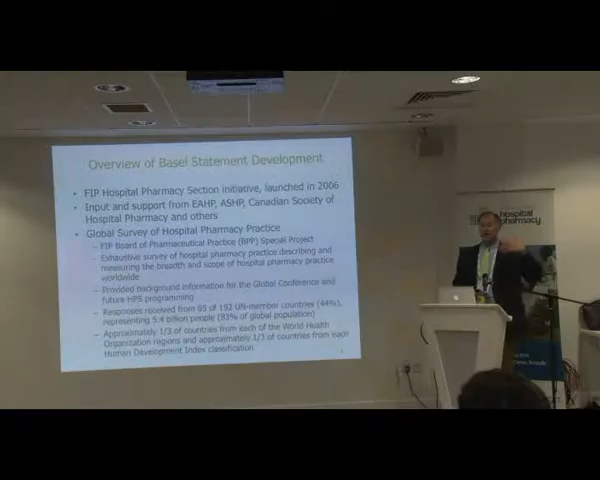 Overview of Basel Statement Development
• FIP Hospital Pharmacy Section initiative, launched in 2006
• Input and support from EAHP, ASHP, Canadian Society of
Hospital Pharmacy and others
• Global Survey of Hospital Pharmacy Practice
– FIP Board of Pharmaceutical Practice (BPP) Special Project
– Exhaustive survey of hospital pharmacy practice describing and
measuring the breadth and scope of hospital pharmacy practice
worldwide
– Provided background information for the Global Conference and
future HPS programming
– Responses received from 85 of 192 UN-member countries (44%),
representing 5.4 billion people (83% of global population)
– Approximately 1/3 of countries from each of the World Health
Organization regions and approximately 1/3 of countries from each
Human Development Index classification
hospital
pharmacy